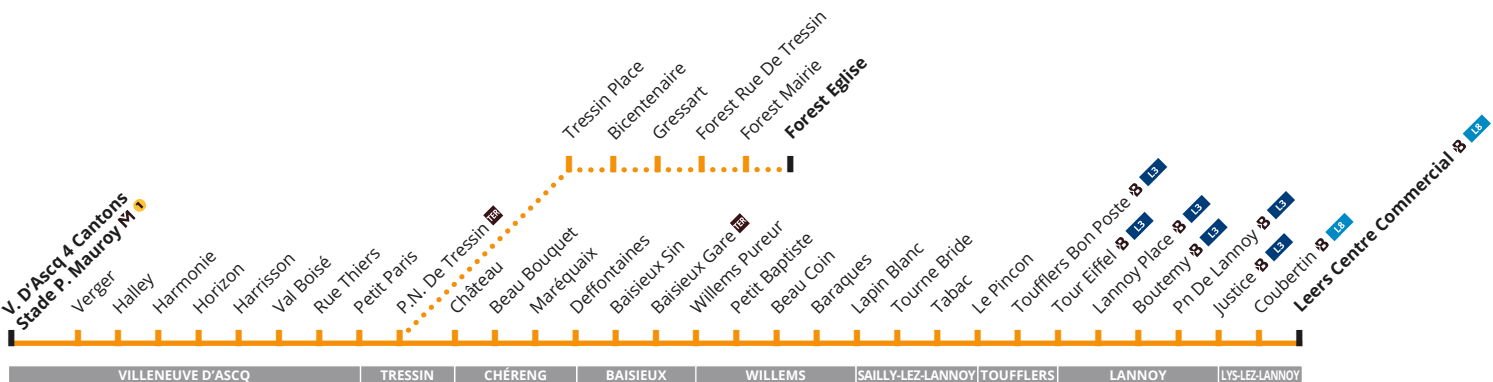 Tressin Place
Bicentenaire
Gressart
Forest Rue De Tressin
Forest Mairie
Forest Eglise
V. D'Ascq 4 Cantons
Stade P. Mauroy M 1
Verger
Halley
Harmonie
Horizon
Harrisson
Val Boisé
Rue Thiers
Petit Paris
P.N. De Tressin TER
Château
Beau Bouquet
Maréquaix
Deffontaines
Baisieux Sin
Baisieux Gare TER
Willems Pureur
Petit Baptiste
Beau Coin
Baraques
Lapin Blanc
Tourne Bride
Tabac
Le Pincon
Toufflers Bon Poste B L3
Tour Eiffel B L3
Lannoy Place B L3
Boutemy B L3
Pn De Lannoy B L3
Justice B L3
Coubertin B L8
Leers Centre Commercial B L8
VILLENEUVE D'ASCQ
TRESSIN
CHÉRENG
BAISIEUX
WILLEMS
SAILLY-LEZ-LANNOY
TOUFFLERS
LANNOY
LYS-LEZ-LANNOY